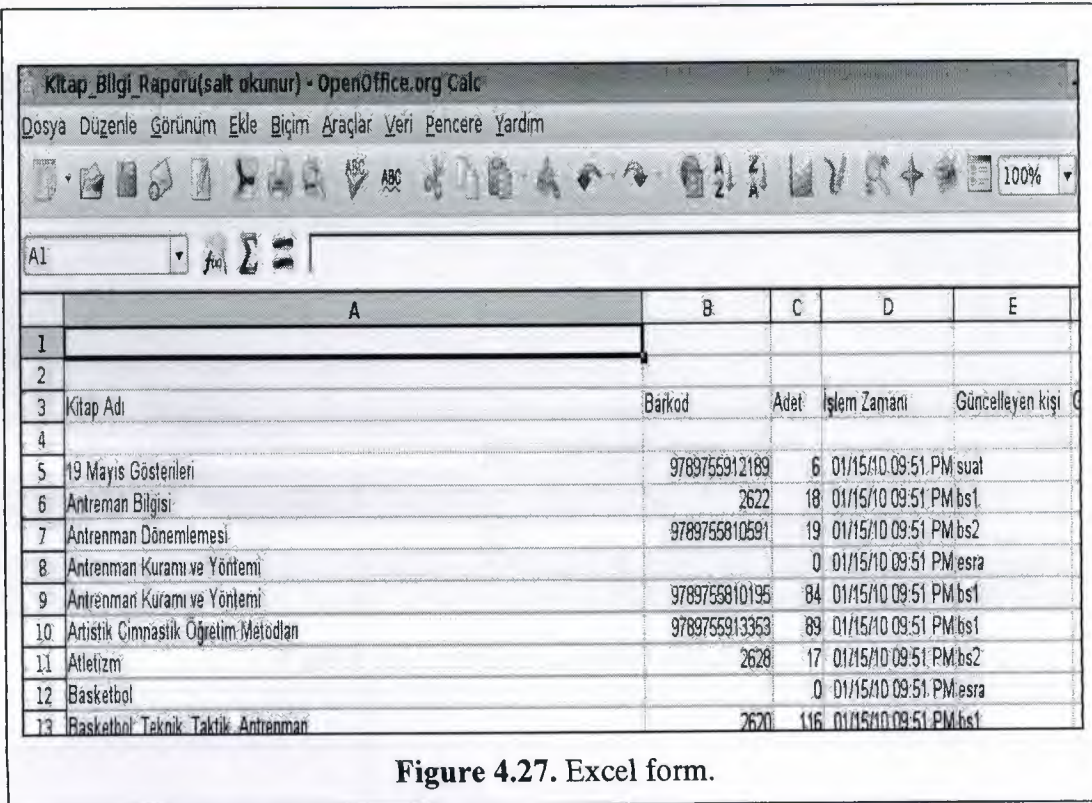 Kitap_Bilgi_Raporu(salt okunur) - OpenOffice.org Calc
Dosya Düzenle Görünüm Ekle Biçim Araçlar Veri Pencere Yardım
ABC ABC A Z Z A 100%
A1 f(x) Σ =
A B C D E
1
2
3 Kitap Adı Barkod Adet İşlem Zamanı Güncelleyen kişi
4
5 19 Mayis Gösterileri 9789755912189 6 01/15/10 09:51 PM suat
6 Antreman Bilgisi 2622 18 01/15/10 09:51 PM bs1
7 Antrenman Dönemlemesi 9789755810591 19 01/15/10 09:51 PM bs2
8 Antrenman Kuramı ve Yöntemi 0 01/15/10 09:51 PM esra
9 Antrenman Kuramı ve Yöntemi 9789755810195 84 01/15/10 09:51 PM bs1
10 Artistik Cimnastik Öğretim Metodları 9789755913353 89 01/15/10 09:51 PM bs1
11 Atletizm 2628 17 01/15/10 09:51 PM bs2
12 Basketbol 0 01/15/10 09:51 PM esra
13 Basketbol Teknik Taktik Antrenman 2620 116 01/15/10 09:51 PM bs1
Figure 4.27. Excel form.